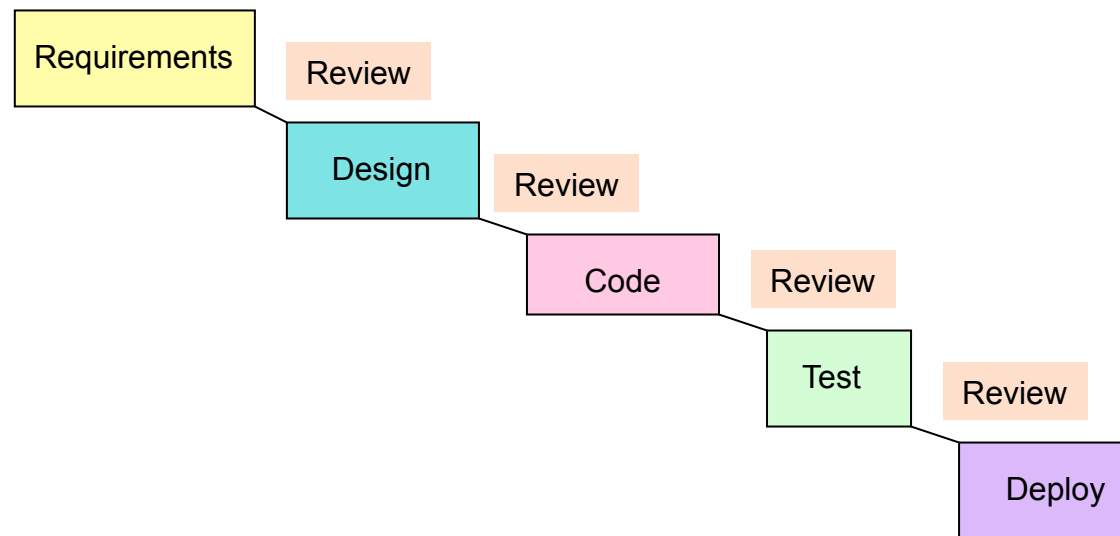 Requirements
Review
Design
Review
Code
Review
Test
Review
Deploy